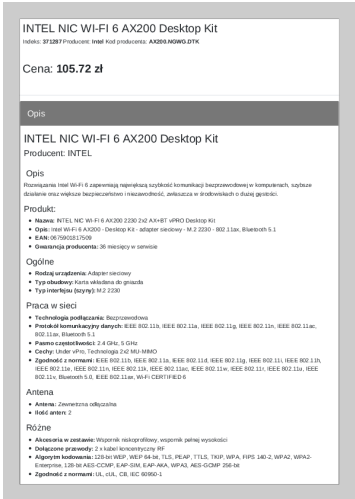 INTEL NIC WI-FI 6 AX200 Desktop Kit
Indeks: 371287 Producent: Intel Kod producenta: AX200.NGWG.DTK
Cena: 105.72 zł
Opis
INTEL NIC WI-FI 6 AX200 Desktop Kit
Producent: INTEL
Opis
Rozwiązania Intel Wi-Fi 6 zapewniają największą szybkość komunikacji bezprzewodowej w komputerach, szybsze
działanie oraz większe bezpieczeństwo i niezawodność, zwłaszcza w środowiskach o dużej gęstości.
Produkt:
• Nazwa: INTEL NIC WI-FI 6 AX200 2230 2x2 AX+BT vPRO Desktop Kit
• Opis: Intel Wi-Fi 6 AX200 - Desktop Kit - adapter sieciowy - M.2 2230 - 802.11ax, Bluetooth 5.1
• EAN: 0675901817509
• Gwarancja producenta: 36 miesięcy w serwisie
Ogólne
• Rodzaj urządzenia: Adapter sieciowy
• Typ obudowy: Karta wkładana do gniazda
• Typ interfejsu (szyny): M.2 2230
Praca w sieci
• Technologia podłączania: Bezprzewodowa
• Protokół komunikacyjny danych: IEEE 802.11b, IEEE 802.11a, IEEE 802.11g, IEEE 802.11n, IEEE 802.11ac,
802.11ax, Bluetooth 5.1
• Pasmo częstotliwości: 2.4 GHz, 5 GHz
• Cechy: Under vPro, Technologia 2x2 MU-MIMO
• Zgodność z normami: IEEE 802.11b, IEEE 802.11a, IEEE 802.11d, IEEE 802.11g, IEEE 802.11i, IEEE 802.11h,
IEEE 802.11e, IEEE 802.11n, IEEE 802.11k, IEEE 802.11ac, IEEE 802.11w, IEEE 802.11r, IEEE 802.11u, IEEE
802.11v, Bluetooth 5.0, IEEE 802.11ax, Wi-Fi CERTIFIED 6
Antena
• Antena: Zewnetrzna odłączalna
• Ilość anten: 2
Różne
• Akcesoria w zestawie: Wspornik niskoprofilowy, wspornik pełnej wysokości
• Dołączone przewody: 2 x kabel koncentryczny RF
• Algorytm kodowania: 128-bit WEP, WEP 64-bit, TLS, PEAP, TTLS, TKIP, WPA, FIPS 140-2, WPA2, WPA2-
Enterprise, 128-bit AES-CCMP, EAP-SIM, EAP-AKA, WPA3, AES-GCMP 256-bit
• Zgodność z normami: UL, cUL, CB, IEC 60950-1